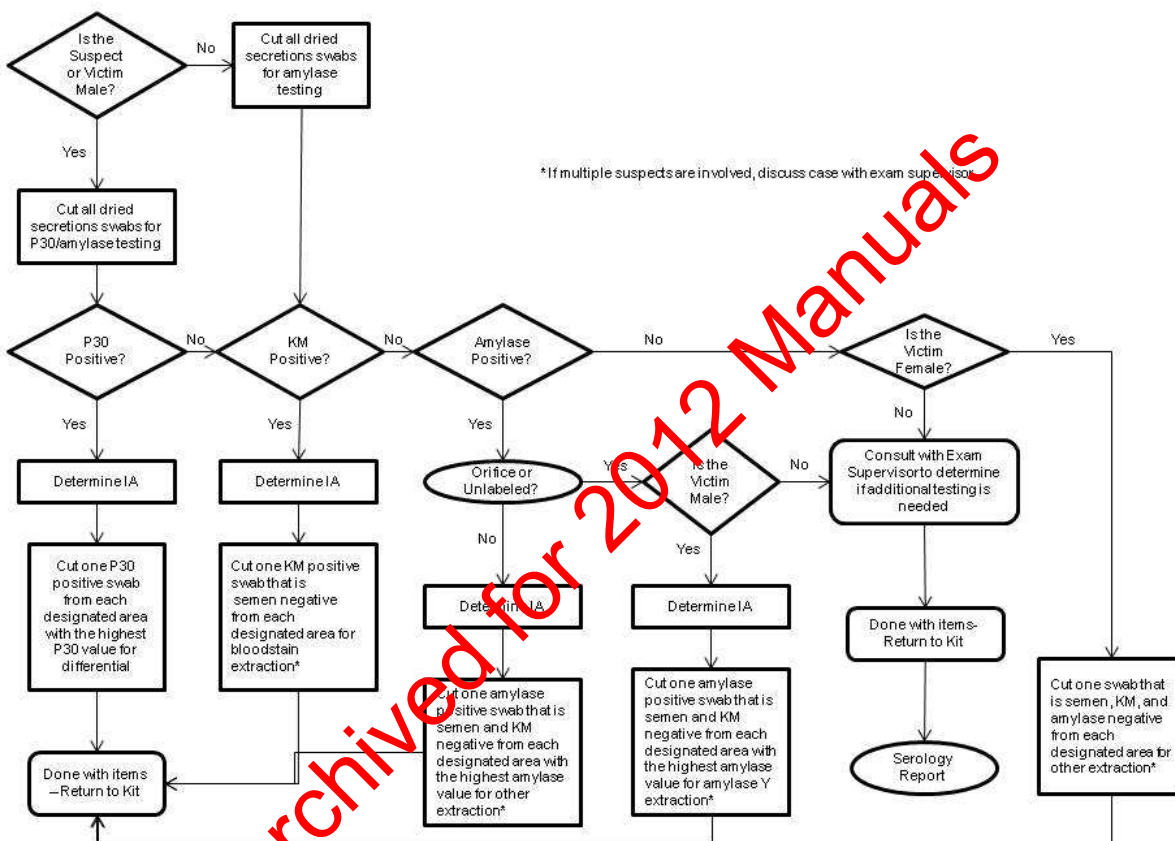 Is the
Suspect
or Victim
Male?
No
Cut all dried
secretions swabs
for amylase
testing
Yes
*If multiple suspects are involved, discuss case with exam supervisor
Cut all dried
secretions swabs for
P30/amylase testing
P30
Positive?
No
KM
Positive?
No
Amylase
Positive?
No
Is the
Victim
Female?
Yes
Yes
Yes
Yes
No
Determine IA
Determine IA
Orifice or
Unlabeled?
Yes
Is the
Victim
Male?
No
Consult with Exam
Supervisor to determine
if additional testing is
needed
No
Yes
Cut one P30
positive swab
from each
designated area
with the highest
P30 value for
differential
Cut one KM positive
swab that is
semen negative
from each
designated area for
bloodstain
extraction*
Determine IA
Determine IA
Done with items-
Return to Kit
Cut one amylase
positive swab that is
semen and KM
negative from each
designated area with
the highest amylase
value for other
extraction*
Cut one amylase
positive swab that is
semen and KM
negative from each
designated area with
the highest amylase
value for amylase Y
extraction*
Cut one swab that
is semen, KM, and
amylase negative
from each
designated area for
other extraction*
Done with items
–Return to Kit
Serology
Report
rchived for 2012 Manuals